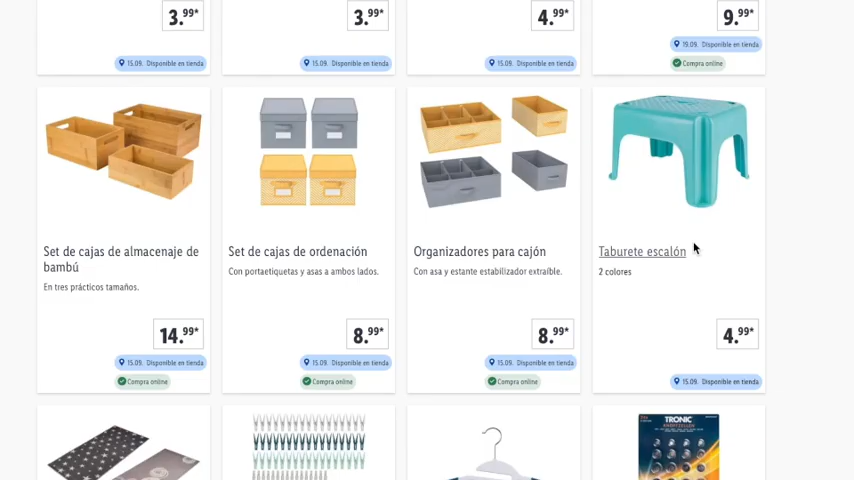 3.99*
3.99*
4.99*
9.99*
19.09. Disponible en tienda
15.09. Disponible en tienda
15.09. Disponible en tienda
15.09. Disponible en tienda
Compra online
Set de cajas de almacenaje de
bambú
En tres prácticos tamaños.
14.99*
15.09. Disponible en tienda
Compra online
Set de cajas de ordenación
Con portaetiquetas y asas a ambos lados.
8.99*
15.09. Disponible en tienda
Compra online
Organizadores para cajón
Con asa y estante estabilizador extraíble.
8.99*
15.09. Disponible en tienda
Compra online
Taburete escalón
2 colores
4.99*
15.09. Disponible en tienda
TRONIC
KNOPFZELLEN